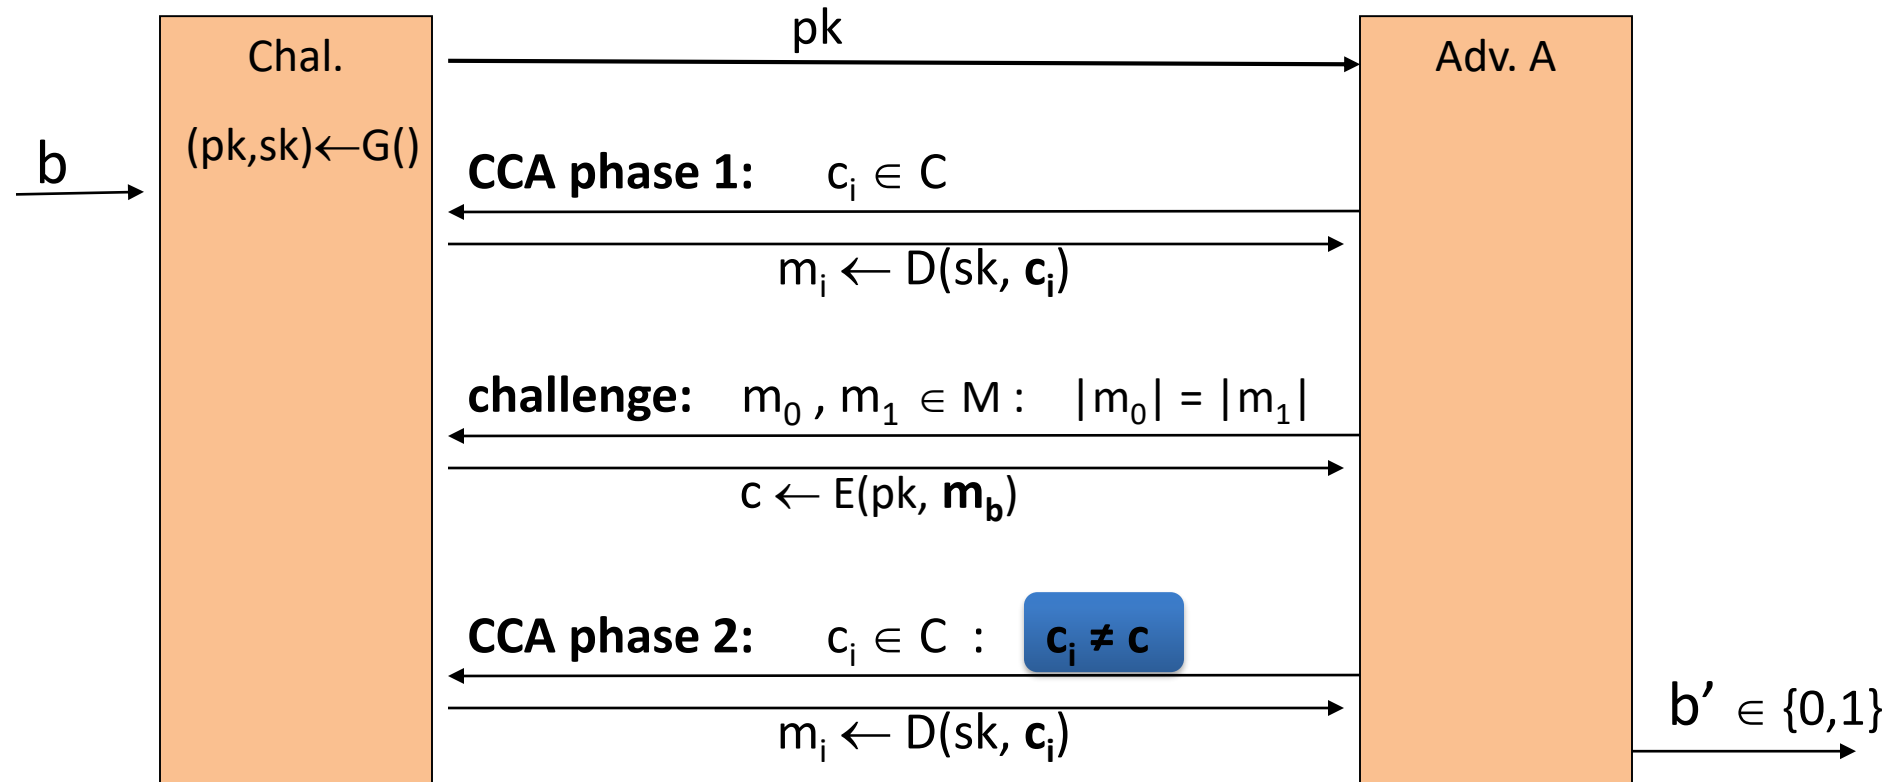 pk
Chal.
Adv. A
(pk,sk)←G()
b
CCA phase 1: cᵢ ∈ C
mᵢ ← D(sk, cᵢ)
challenge: m₀ , m₁ ∈ M : |m₀| = |m₁|
c ← E(pk, m_b)
CCA phase 2: cᵢ ∈ C : cᵢ ≠ c
mᵢ ← D(sk, cᵢ)
b′ ∈ {0,1}